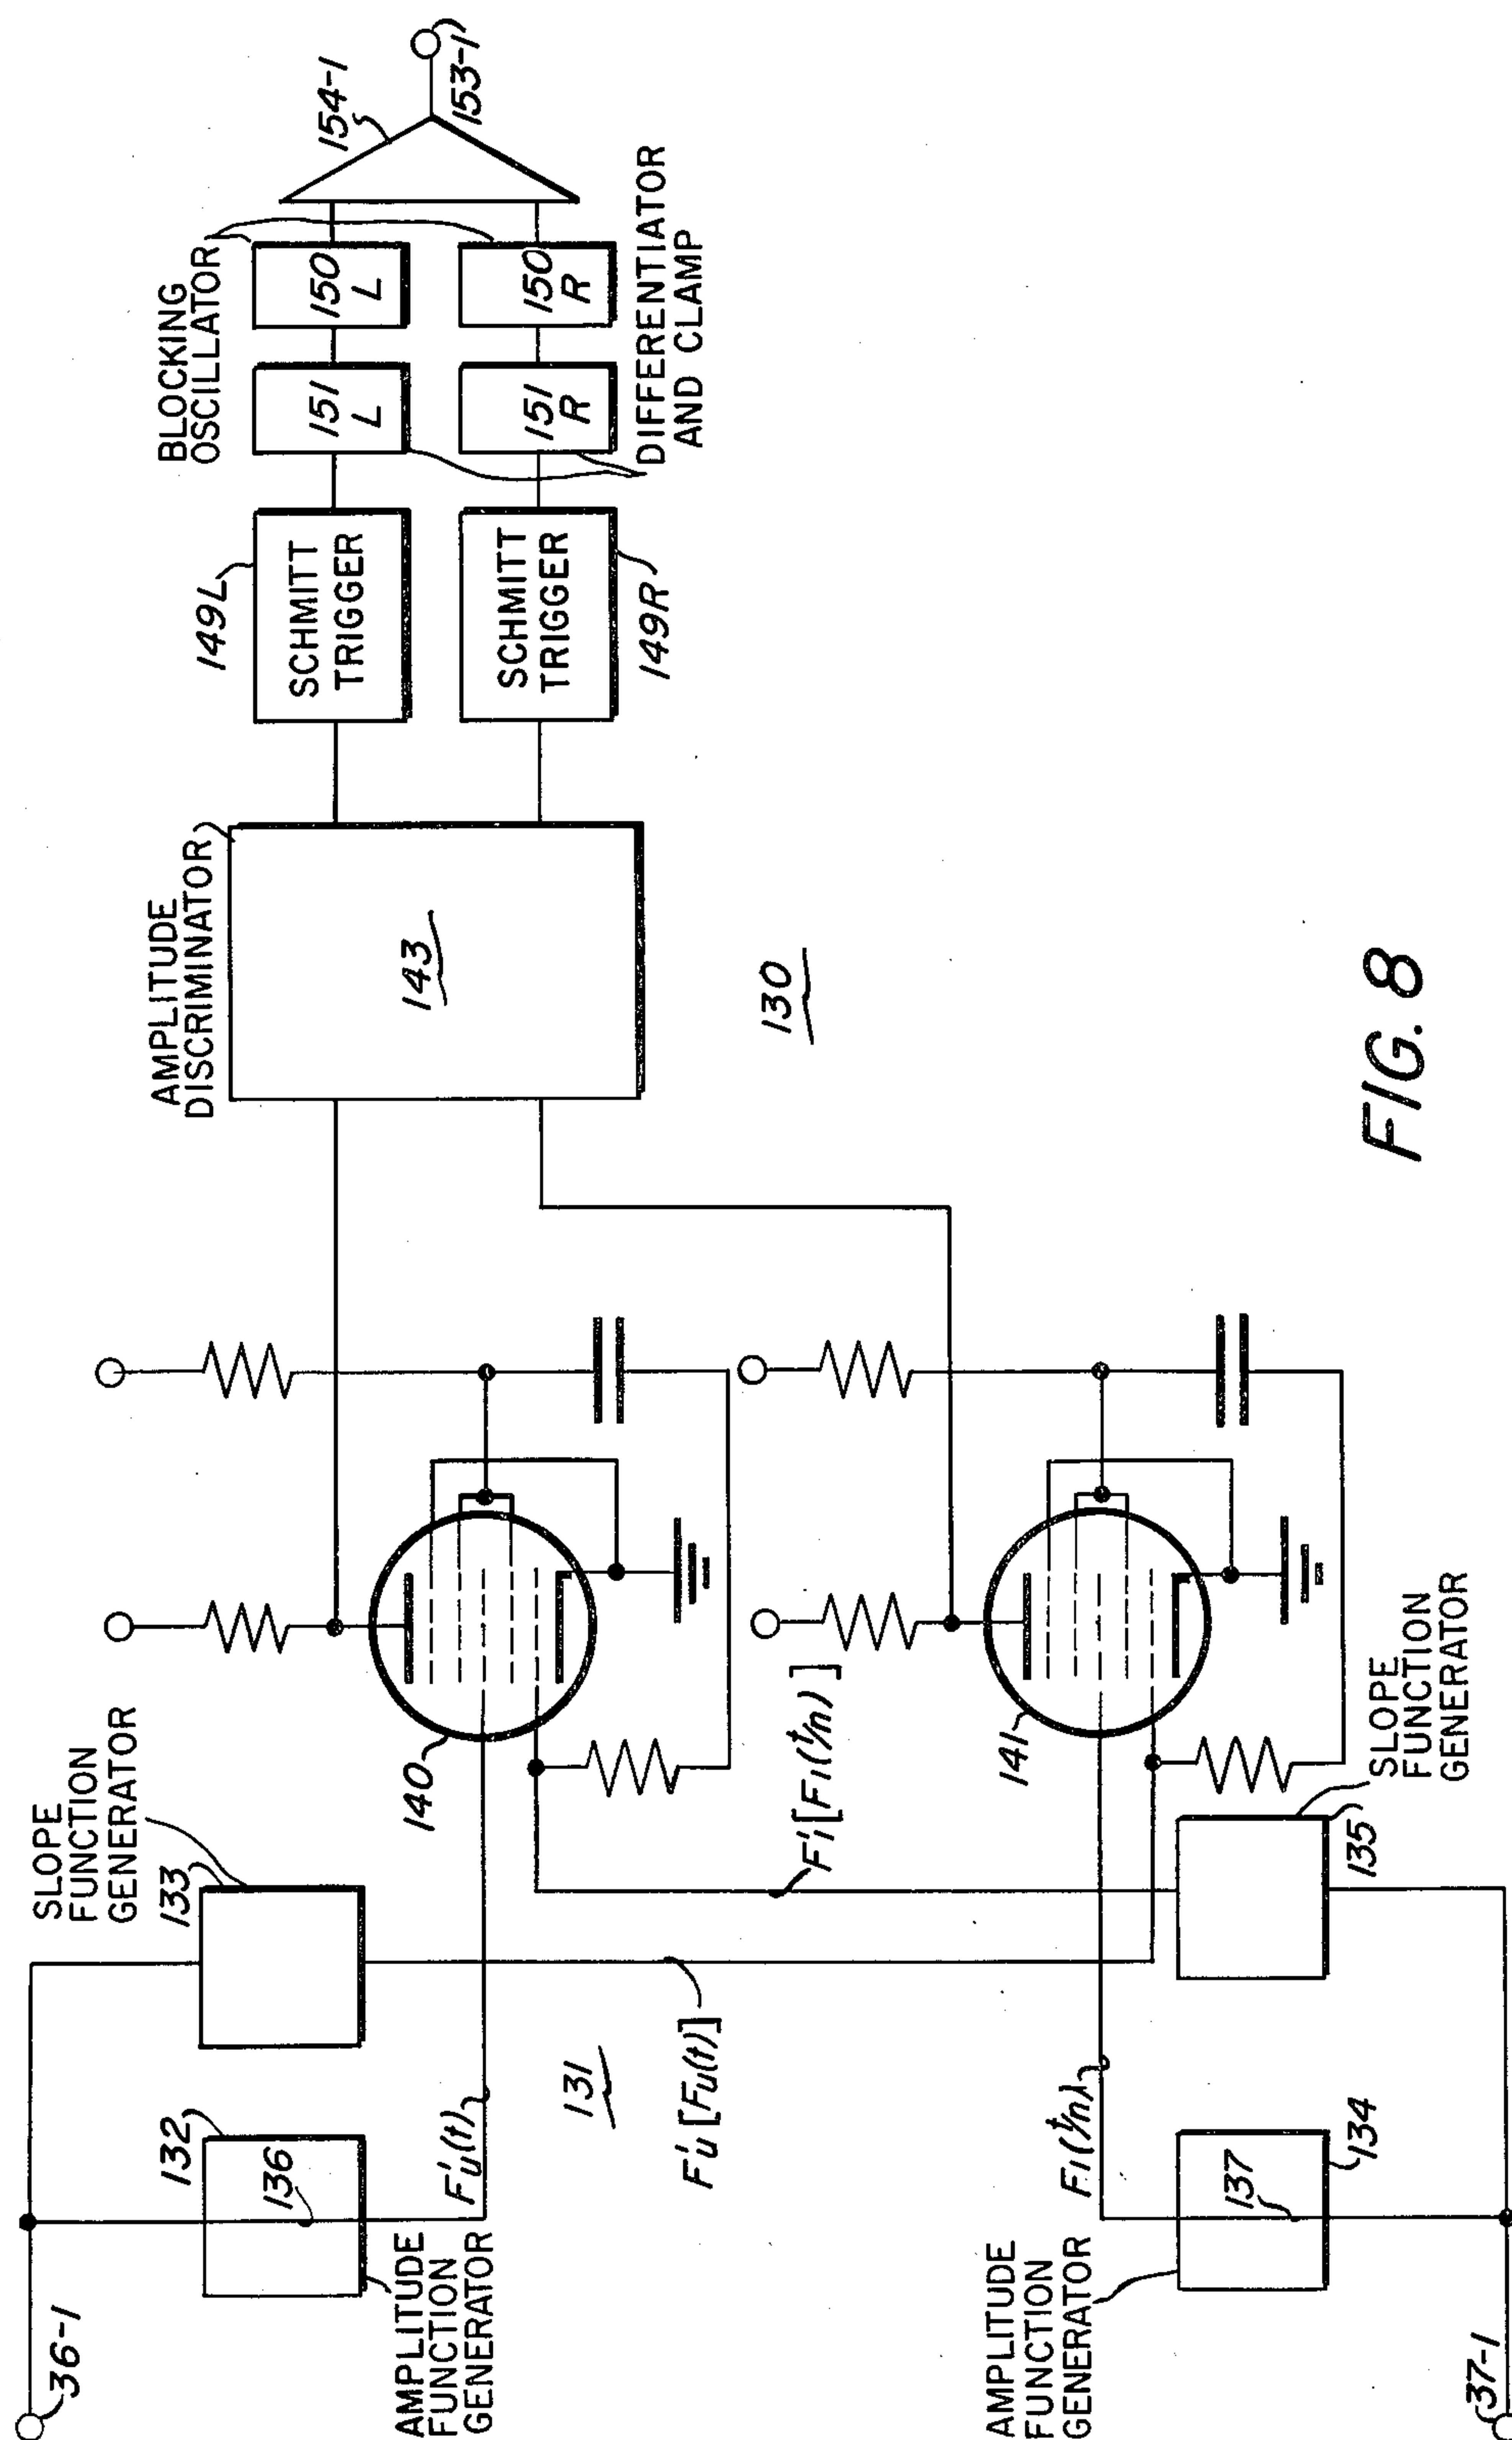 36-1
132
136
AMPLITUDE
FUNCTION
GENERATOR
F'u(t)
SLOPE
FUNCTION
GENERATOR
133
131
F'u[Fu(t)]
140
AMPLITUDE
DISCRIMINATOR
143
149L
SCHMITT
TRIGGER
SCHMITT
TRIGGER
149R
BLOCKING
OSCILLATOR
151
L
150
L
151
R
150
R
DIFFERENTIATOR
AND CLAMP
154-1
153-1
130
AMPLITUDE
FUNCTION
GENERATOR
F1(t/n)
137
134
F'1[F1(t/n)]
141
135
SLOPE
FUNCTION
GENERATOR
37-1
FIG. 8